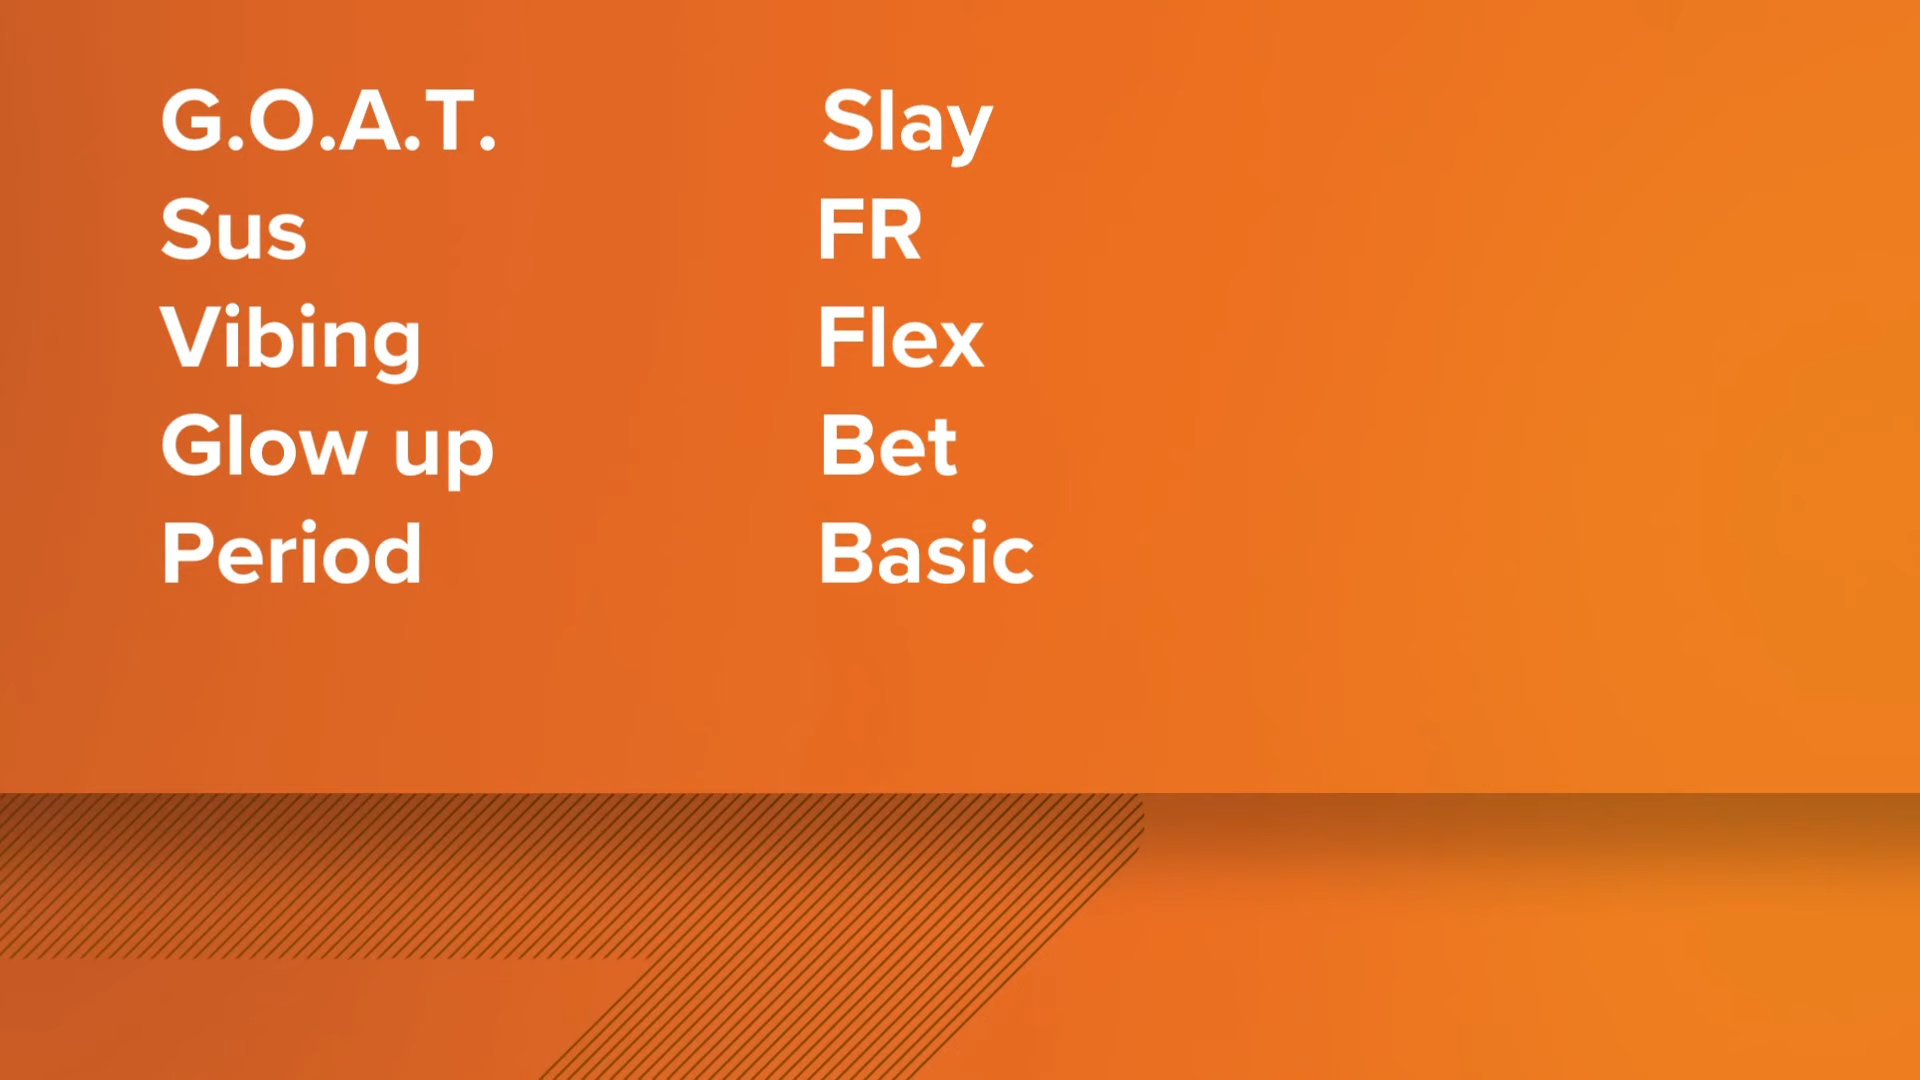 G.O.A.T.
Sus
Vibing
Glow up
Period
Slay
FR
Flex
Bet
Basic